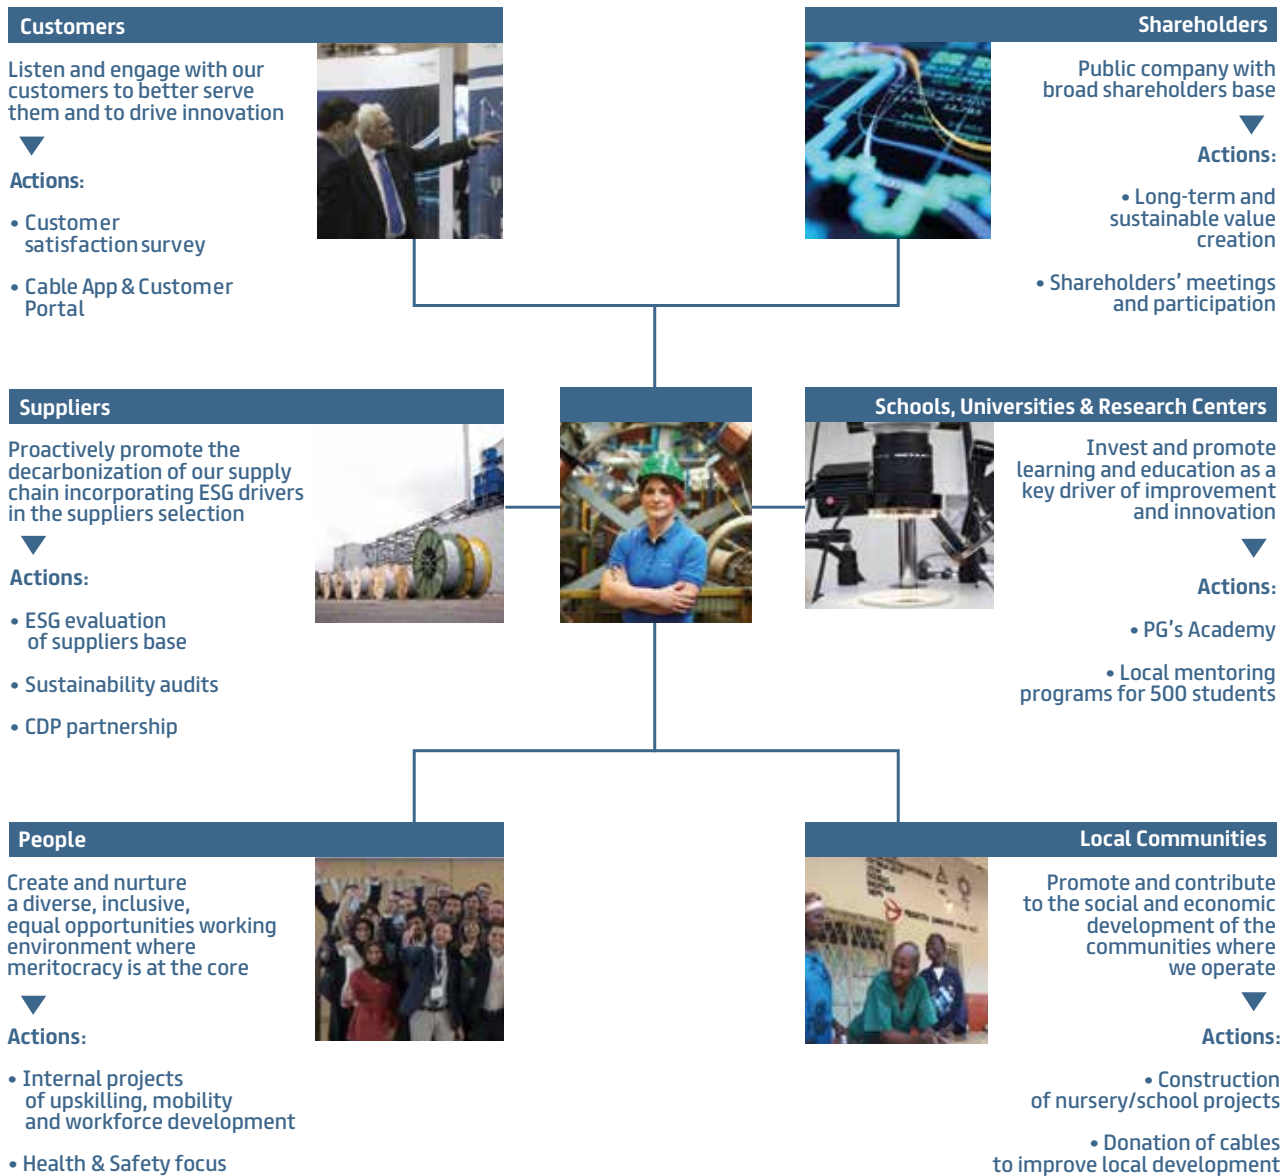 Customers
Listen and engage with our
customers to better serve
them and to drive innovation
Actions:
• Customer
satisfaction survey
• Cable App & Customer
Portal
Shareholders
Public company with
broad shareholders base
Actions:
• Long-term and
sustainable value
creation
• Shareholders’ meetings
and participation
Suppliers
Proactively promote the
decarbonization of our supply
chain incorporating ESG drivers
in the suppliers selection
Actions:
• ESG evaluation
of suppliers base
• Sustainability audits
• CDP partnership
Schools, Universities & Research Centers
Invest and promote
learning and education as a
key driver of improvement
and innovation
Actions:
• PG’s Academy
• Local mentoring
programs for 500 students
People
Create and nurture
a diverse, inclusive,
equal opportunities working
environment where
meritocracy is at the core
Actions:
• Internal projects
of upskilling, mobility
and workforce development
• Health & Safety focus
Local Communities
Promote and contribute
to the social and economic
development of the
communities where
we operate
Actions:
• Construction
of nursery/school projects
• Donation of cables
to improve local development